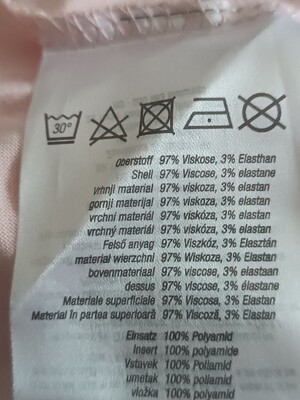 30°
Oberstoff 97% Viskose, 3% Elasthan
Shell 97% Viscose, 3% elastane
vrhnji material 97% viskoza, 3% elastan
gornji materijal 97% viskoza, 3% elastan
vrchní materiál 97% viskóza, 3% elastan
vrchný materiál 97% viskóza, 3% elastan
Felső anyag 97% Viszkóz, 3% Elasztán
materiał wierzchni 97% Wiskoza, 3% Elastan
bovenmateriaal 97% viscose, 3% elastaan
dessus 97% viscose, 3% élastane
Materiale superficiale 97% Viscosa, 3% Elastan
Material în partea superioară 97% Viscoză, 3% Elastan
Einsatz 100% Polyamid
Insert 100% polyamide
Vstavek 100% Poliamid
umetak 100% poliamid
vložka 100% polyamid